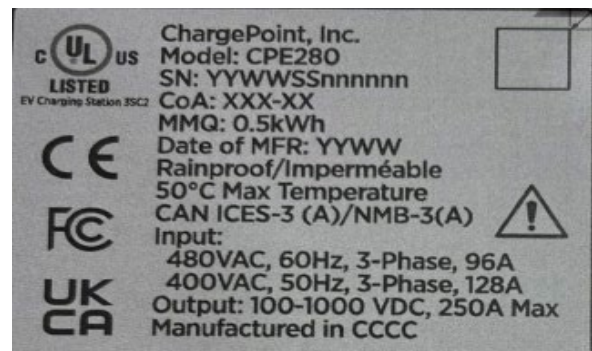 C UL US
LISTED
EV Charging Station 3SC2
CE
FC
UK
CA
ChargePoint, Inc.
Model: CPE280
SN: YYWWSSnnnnnn
CoA: XXX-XX
MMQ: 0.5kWh
Date of MFR: YYWW
Rainproof/Imperméable
50°C Max Temperature
CAN ICES-3 (A)/NMB-3(A)
Input:
480VAC, 60Hz, 3-Phase, 96A
400VAC, 50Hz, 3-Phase, 128A
Output: 100-1000 VDC, 250A Max
Manufactured in CCCC